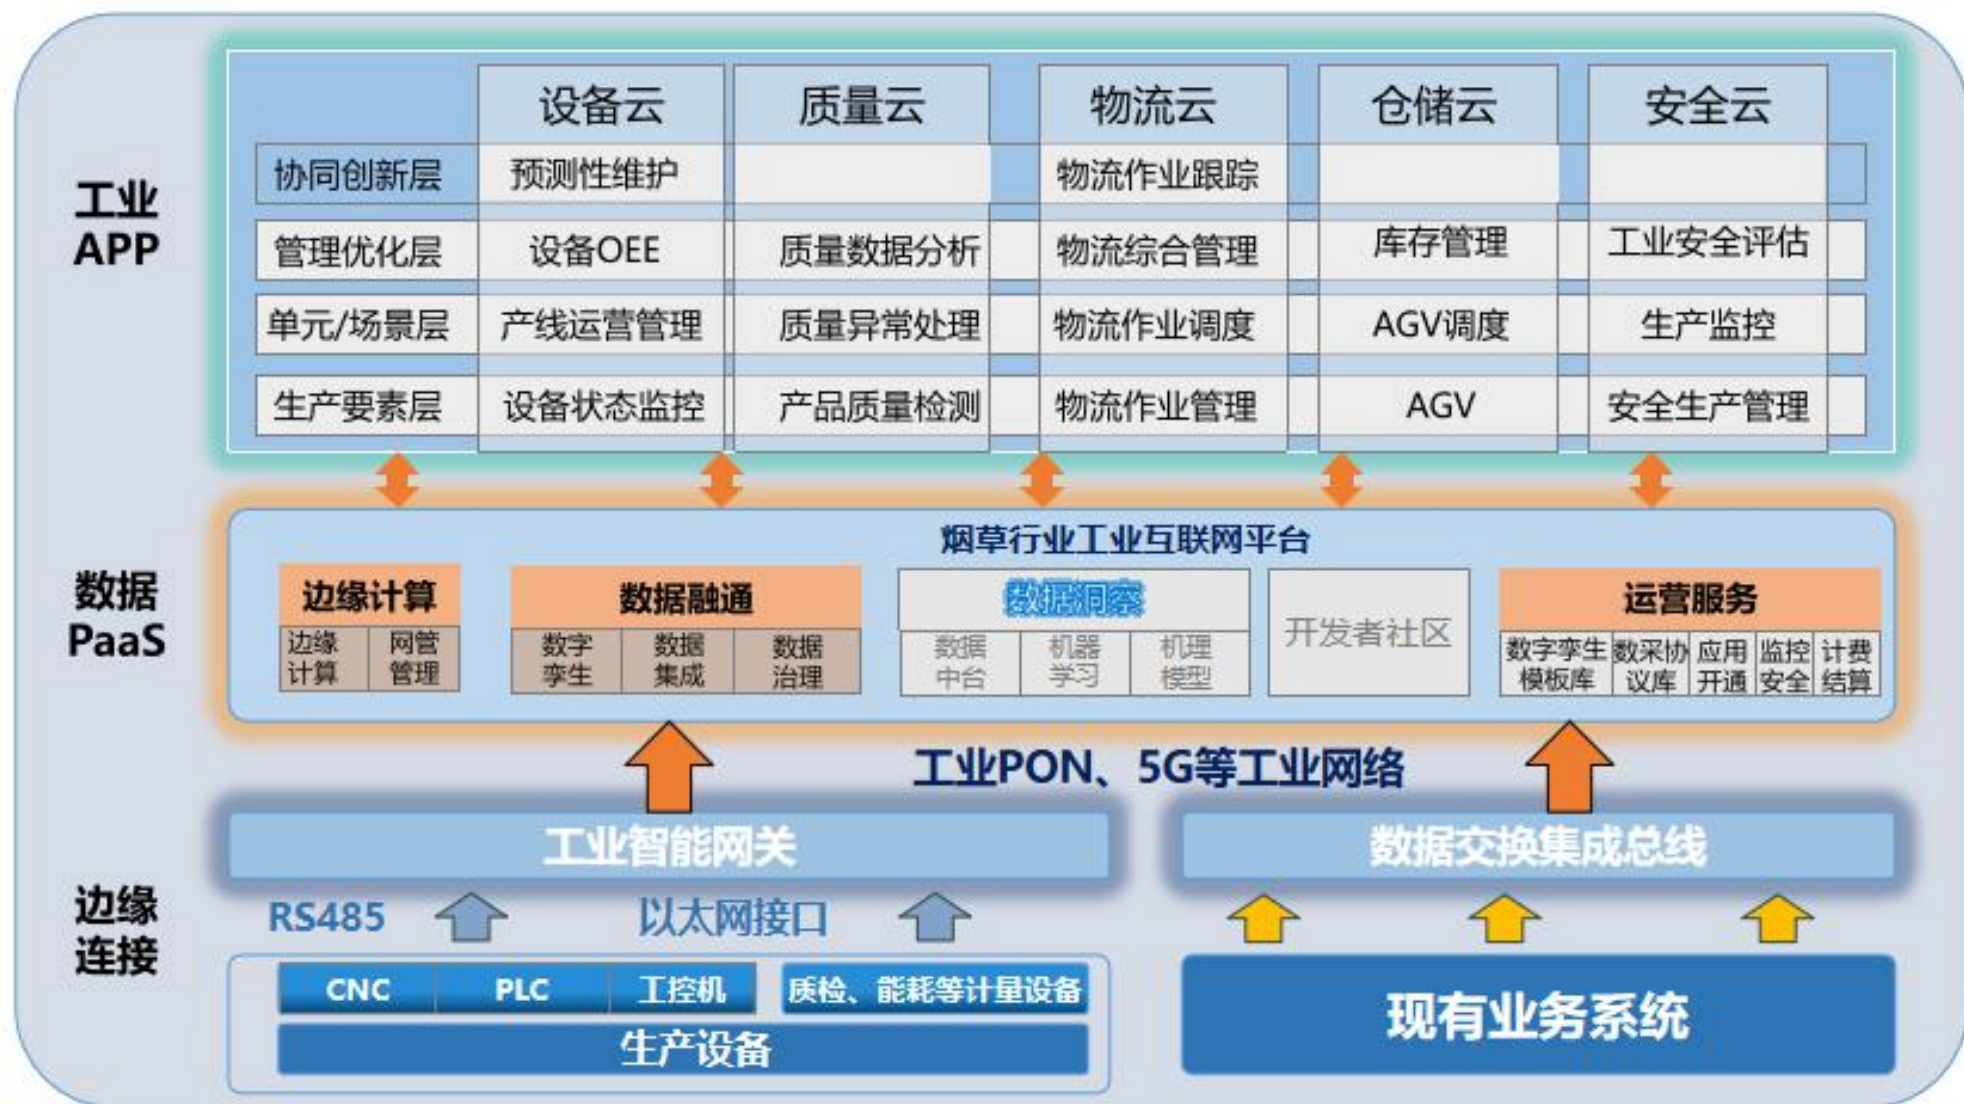 设备云 质量云 物流云 仓储云 安全云
协同创新层 预测性维护 物流作业跟踪
工业
APP
管理优化层 设备OEE 质量数据分析 物流综合管理 库存管理 工业安全评估
单元/场景层 产线运营管理 质量异常处理 物流作业调度 AGV调度 生产监控
生产要素层 设备状态监控 产品质量检测 物流作业管理 AGV 安全生产管理
烟草行业工业互联网平台
数据
PaaS
边缘计算
边缘
计算
网管
管理
数据融通
数字
孪生
数据
集成
数据
治理
数据洞察
数据
中台
机器
学习
机理
模型
开发者社区
运营服务
数字孪生
模板库
数采协
议库
应用
开通
监控
安全
计费
结算
工业PON、5G等工业网络
工业智能网关
数据交换集成总线
边缘
连接
RS485 以太网接口
CNC PLC 工控机 质检、能耗等计量设备
生产设备
现有业务系统